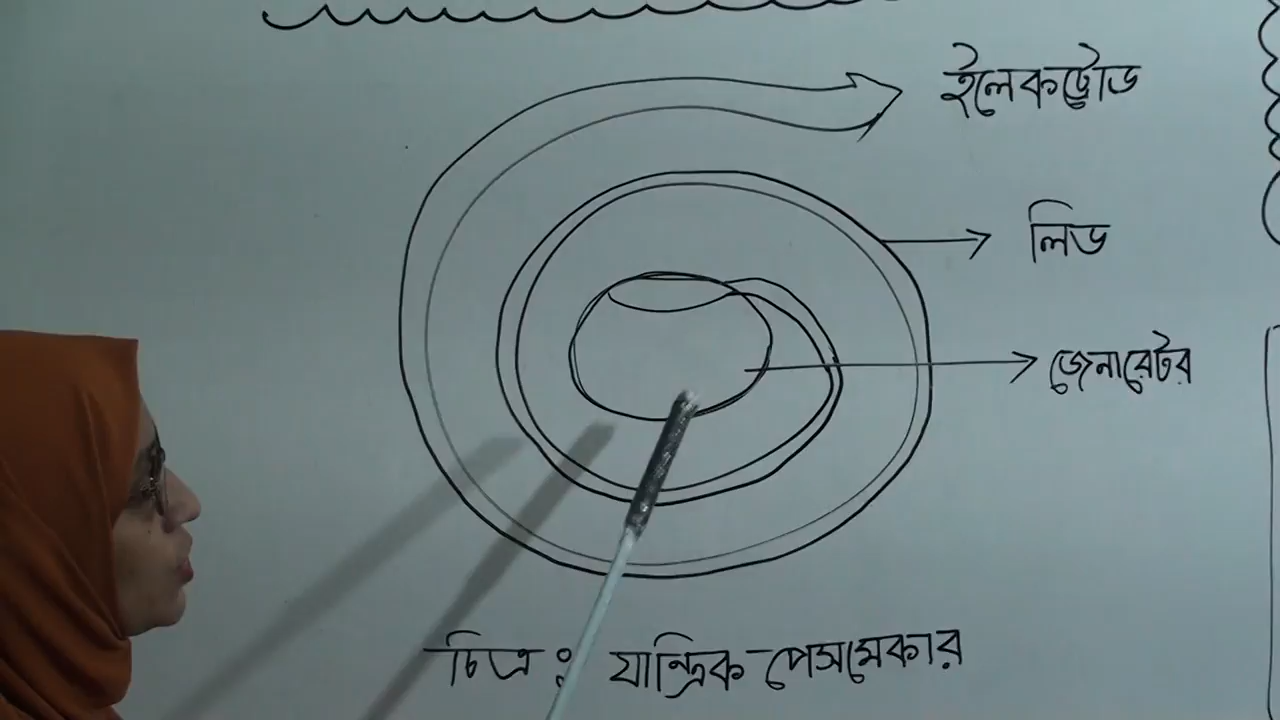 ইলেকট্রোড
লিড
জেনারেটর
চিত্র : যান্ত্রিক পেসমেকার